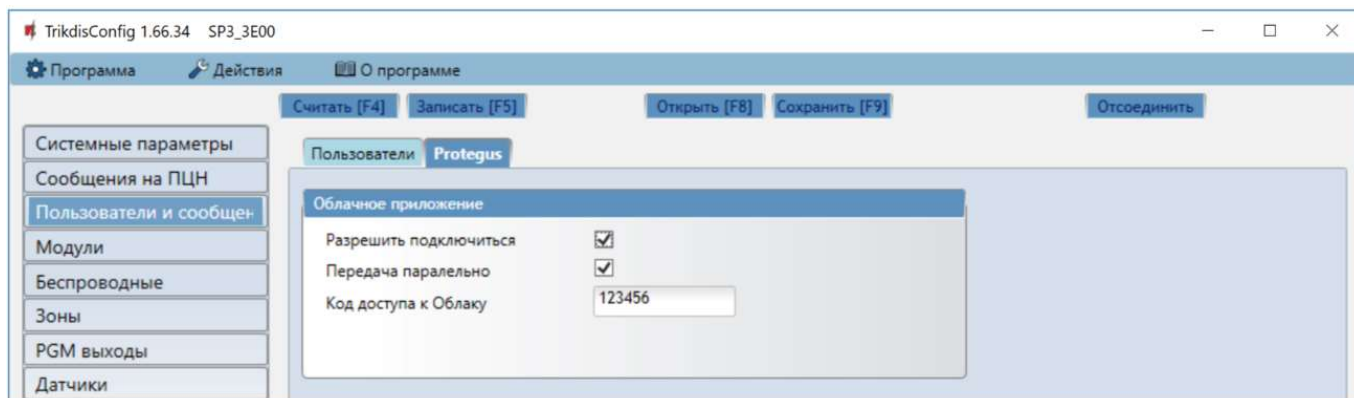 TrikdisConfig 1.66.34 SP3_3E00
Программа Действия О программе
Считать [F4] Записать [F5] Открыть [F8] Сохранить [F9] Отсоединить
Системные параметры
Сообщения на ПЦН
Пользователи и сообщен
Модули
Беспроводные
Зоны
PGM выходы
Датчики
Пользователи Protegus
Облачное приложение
Разрешить подключиться
Передача паралельно
Код доступа к Облаку 123456